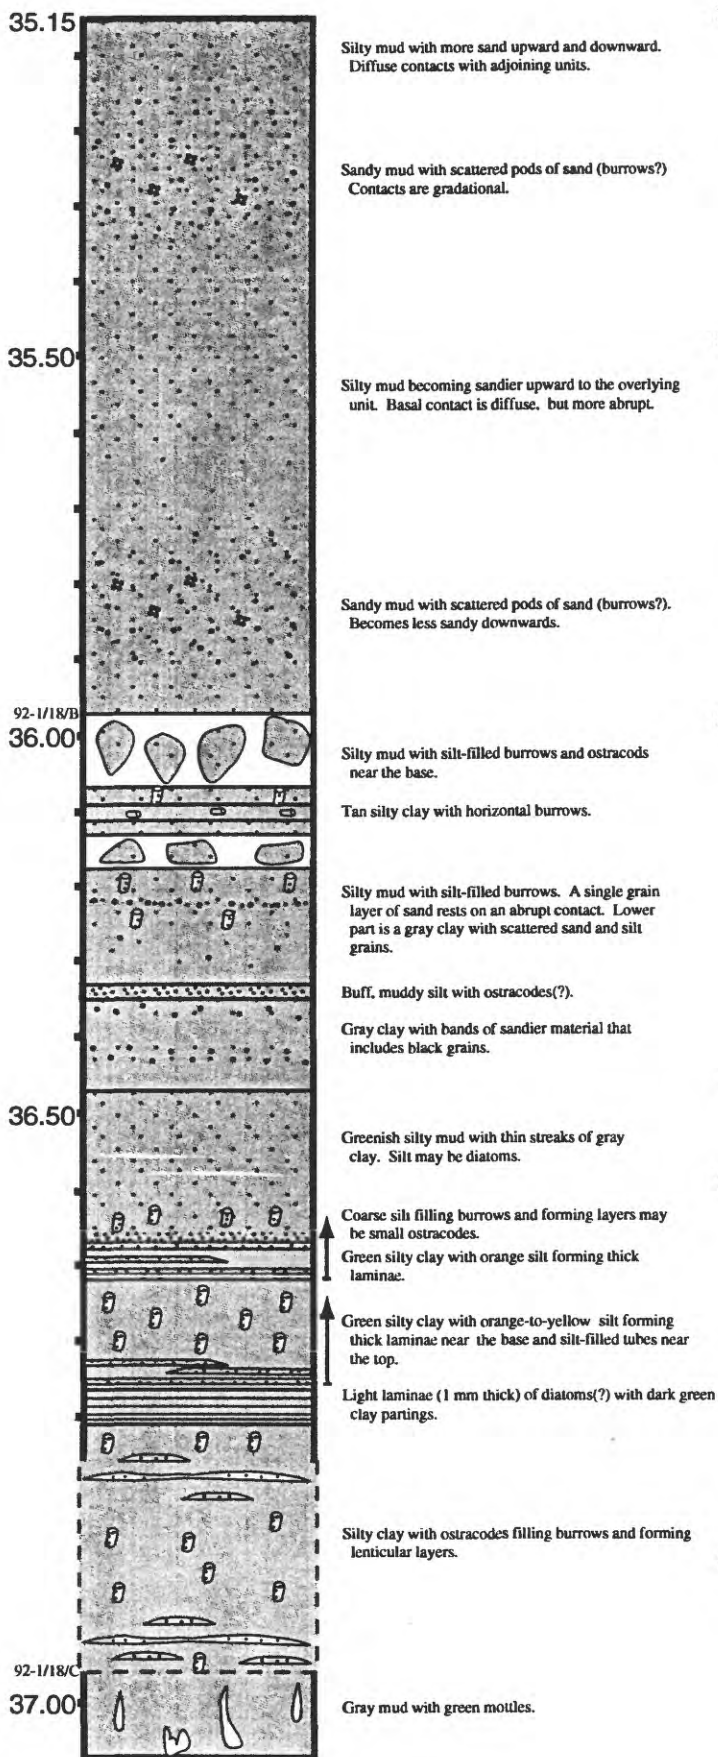 35.15
Silty mud with more sand upward and downward.
Diffuse contacts with adjoining units.
Sandy mud with scattered pods of sand (burrows?)
Contacts are gradational.
35.50
Silty mud becoming sandier upward to the overlying
unit. Basal contact is diffuse, but more abrupt.
Sandy mud with scattered pods of sand (burrows?).
Becomes less sandy downwards.
92-1/18/B
36.00
Silty mud with silt-filled burrows and ostracods
near the base.
Tan silty clay with horizontal burrows.
Silty mud with silt-filled burrows. A single grain
layer of sand rests on an abrupt contact. Lower
part is a gray clay with scattered sand and silt
grains.
Buff, muddy silt with ostracodes(?).
Gray clay with bands of sandier material that
includes black grains.
36.50
Greenish silty mud with thin streaks of gray
clay. Silt may be diatoms.
Coarse silt filling burrows and forming layers may
be small ostracodes.
Green silty clay with orange silt forming thick
laminae.
Green silty clay with orange-to-yellow silt forming
thick laminae near the base and silt-filled tubes near
the top.
Light laminae (1 mm thick) of diatoms(?) with dark green
clay partings.
Silty clay with ostracodes filling burrows and forming
lenticular layers.
92-1/18/C
37.00
Gray mud with green mottles.